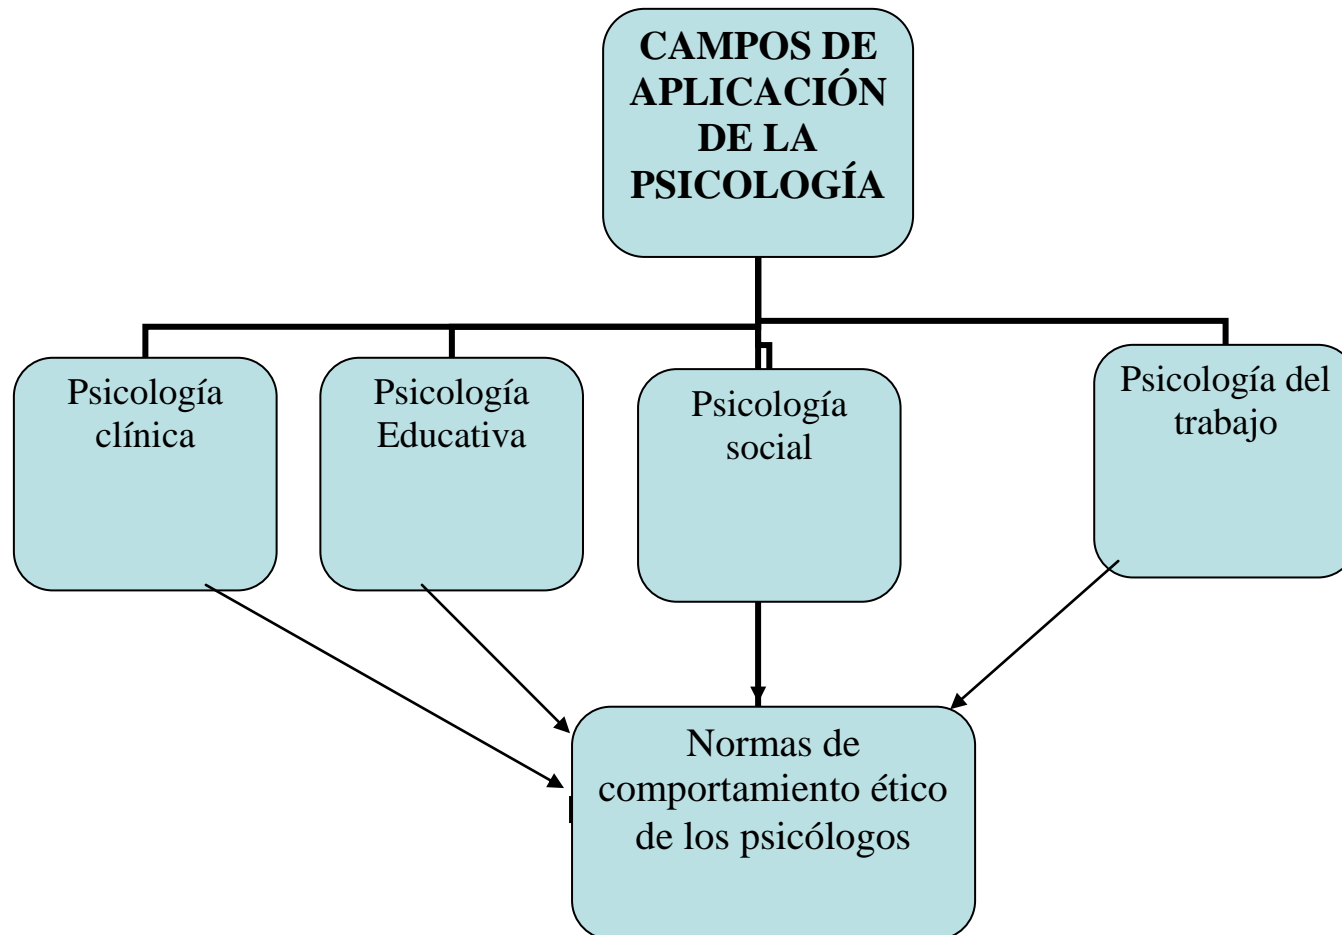 CAMPOS DE
APLICACIÓN
DE LA
PSICOLOGÍA
Psicología
clínica
Psicología
Educativa
Psicología
social
Psicología del
trabajo
Normas de
comportamiento ético
de los psicólogos